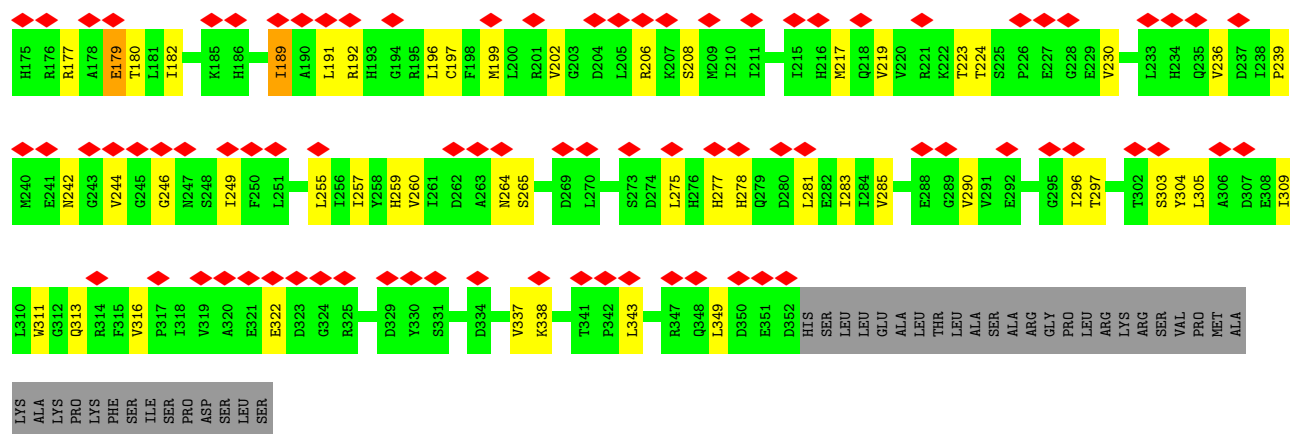 H175 R176 R177 A178 E179 T180 L181 I182 K185 H186 I189 A190 L191 R192 H193 G194 R195 L196 C197 F198 M199 L200 R201 V202 G203 D204 L205 R206 K207 S208 M209 I210 I211 I215 H216 M217 Q218 V219 V220 R221 K222 T223 T224 S225 P226 E227 G228 E229 V230 L233 H234 Q235 V236 D237 I238 P239
M240 E241 N242 G243 V244 G245 G246 N247 S248 I249 F250 L251 L255 I256 I257 Y258 H259 V260 I261 D262 A263 N264 S265 D269 L270 S273 D274 L275 H276 H277 H278 Q279 D280 L281 E282 I283 I284 V285 E288 G289 V290 V291 E292 G295 I296 T297 T302 S303 Y304 L305 A306 D307 E308 I309
L310 W311 G312 Q313 R314 F315 V316 P317 I318 V319 A320 E321 E322 D323 G324 R325 D329 Y330 S331 D334 V337 K338 T341 P342 L343 R347 Q348 L349 D350 E351 D352 HIS SER LEU LEU GLU ALA LEU THR LEU ALA SER ALA ARG GLY PRO LEU ARG LYS ARG SER VAL PRO MET ALA
LYS ALA LYS PRO LYS PHE SER ILE SER PRO ASP SER LEU SER